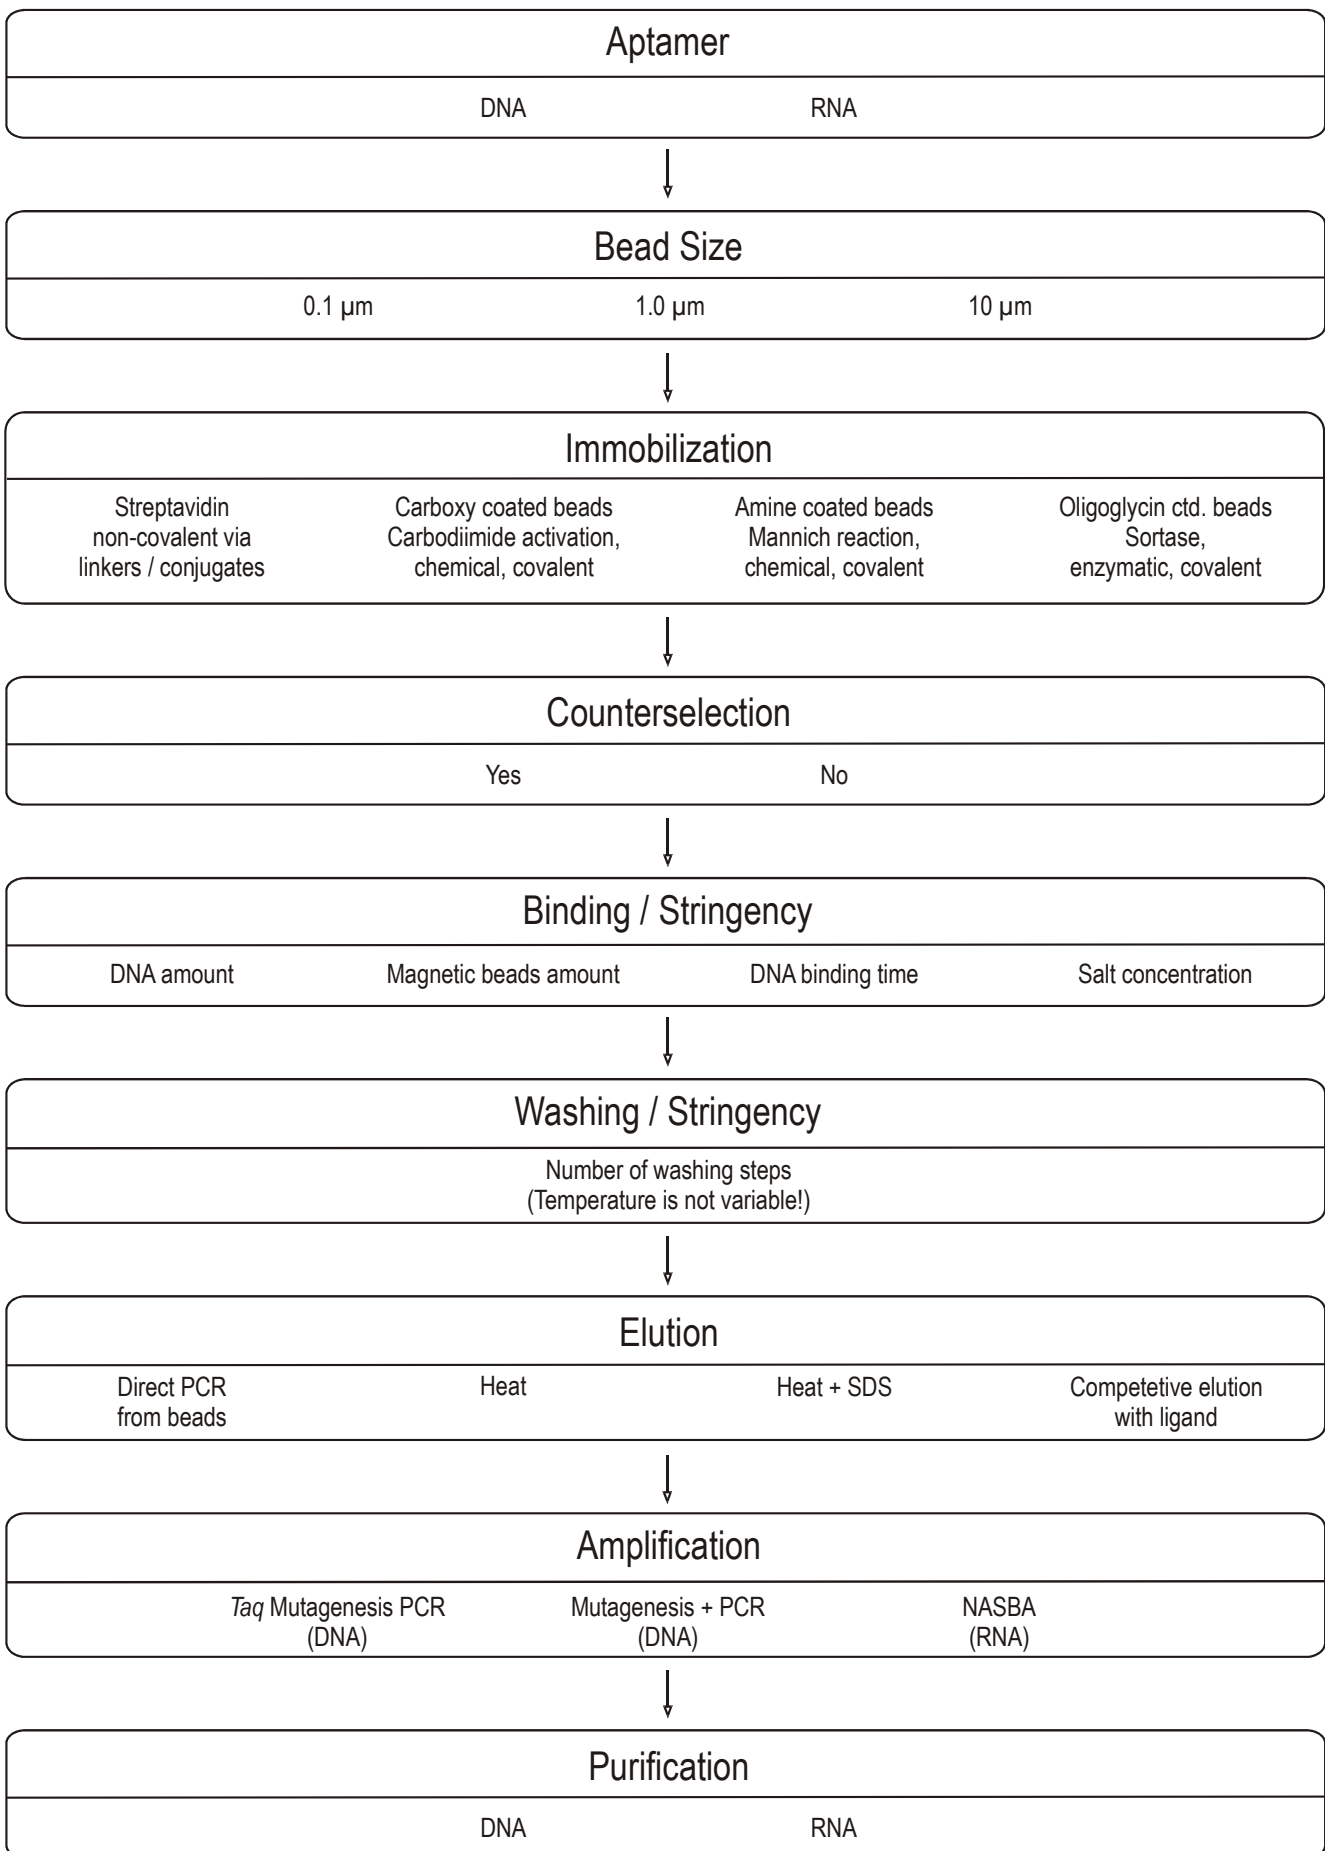 Aptamer
DNA RNA
Bead Size
0.1 µm 1.0 µm 10 µm
Immobilization
Streptavidin Carboxy coated beads Amine coated beads Oligoglycin ctd. beads
non-covalent via Carbodiimide activation, Mannich reaction, Sortase,
linkers / conjugates chemical, covalent chemical, covalent enzymatic, covalent
Counterselection
Yes No
Binding / Stringency
DNA amount Magnetic beads amount DNA binding time Salt concentration
Washing / Stringency
Number of washing steps
(Temperature is not variable!)
Elution
Direct PCR Heat Heat + SDS Competetive elution
from beads with ligand
Amplification
Taq Mutagenesis PCR Mutagenesis + PCR NASBA
(DNA) (DNA) (RNA)
Purification
DNA RNA